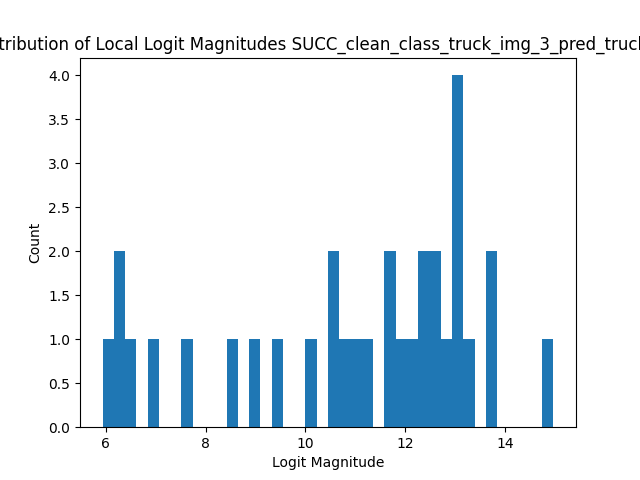 tribution of Local Logit Magnitudes SUCC_clean_class_truck_img_3_pred_truck
4.0
3.5
3.0
2.5
2.0
1.5
1.0
0.5
0.0
Count
6 8 10 12 14
Logit Magnitude